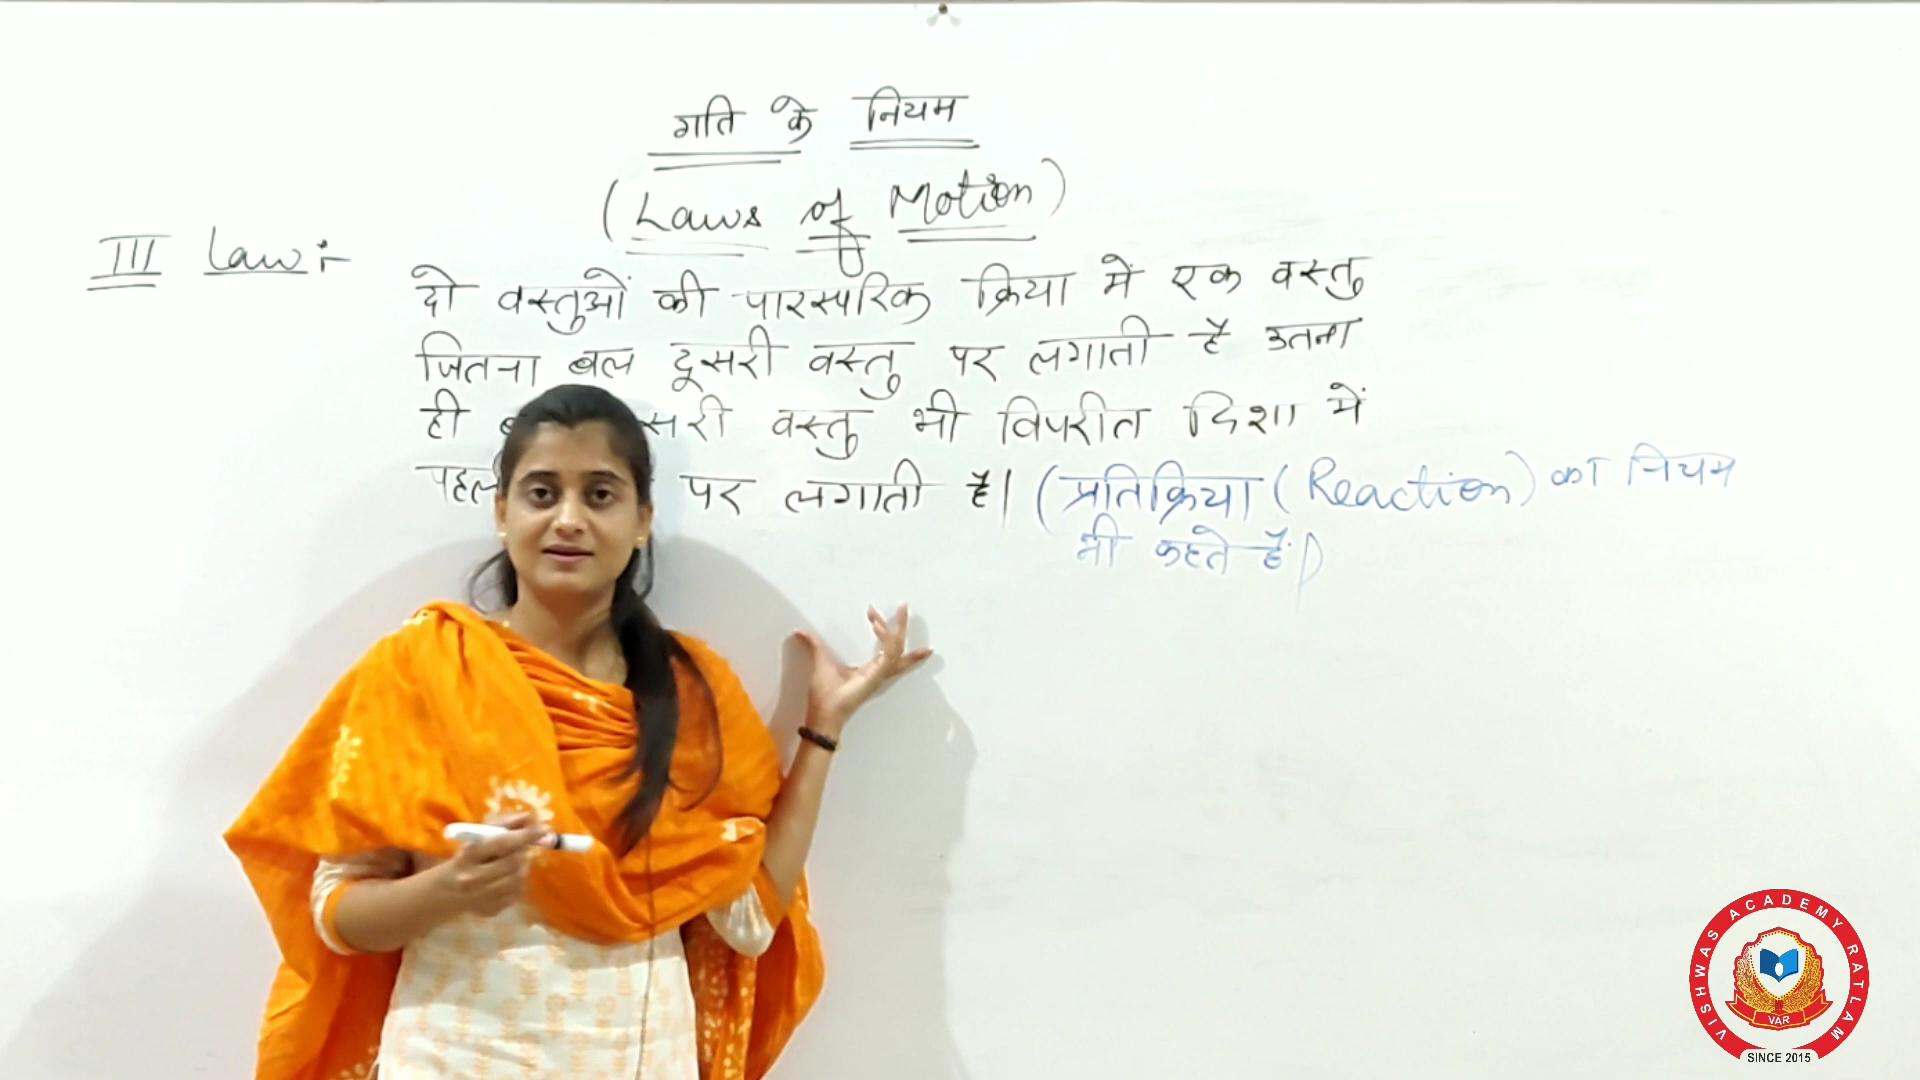 गति के नियम
(Laws of Motion)
III Law :-
दो वस्तुओं की पारस्परिक क्रिया में एक वस्तु
जितना बल दूसरी वस्तु पर लगाती है उतना
ही सरी वस्तु भी विपरीत दिशा में
पहली पर लगाती है। (प्रतिक्रिया (Reaction) का नियम
भी कहते हैं।)
VISHWAS ACADEMY RATLAM
VAR
SINCE 2015